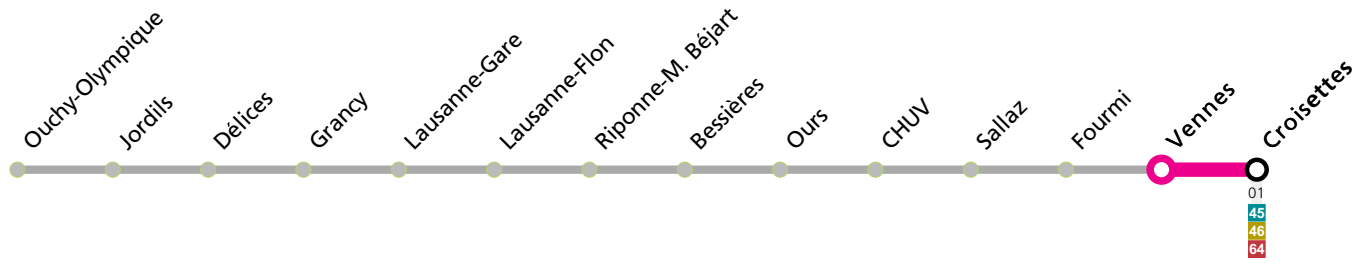 Ouchy-Olympique
Jordils
Délices
Grancy
Lausanne-Gare
Lausanne-Flon
Riponne-M. Béjart
Bessières
Ours
CHUV
Sallaz
Fourmi
Vennes
Croisettes
01
45
46
64